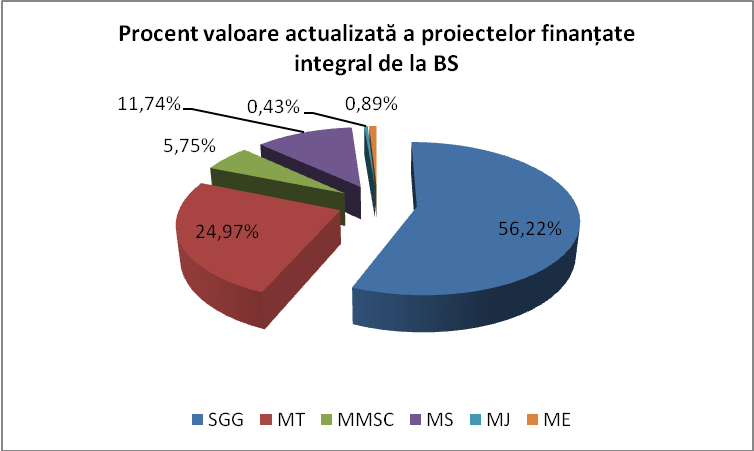 Procent valoare actualizată a proiectelor finanțate
integral de la BS
11,74%
0,43%
0,89%
5,75%
24,97%
56,22%
SGG MT MMSC MS MJ ME